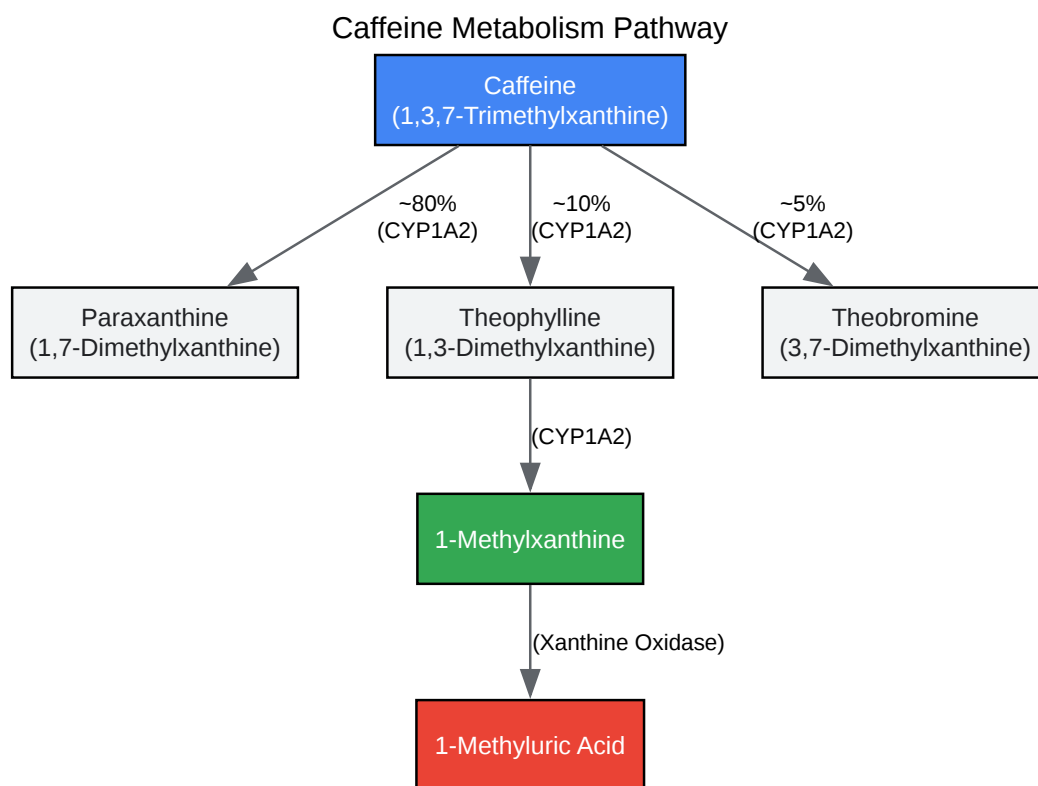 Caffeine Metabolism Pathway
Caffeine
(1,3,7-Trimethylxanthine)
~80%
(CYP1A2)
~10%
(CYP1A2)
~5%
(CYP1A2)
Paraxanthine
(1,7-Dimethylxanthine)
Theophylline
(1,3-Dimethylxanthine)
Theobromine
(3,7-Dimethylxanthine)
(CYP1A2)
1-Methylxanthine
(Xanthine Oxidase)
1-Methyluric Acid